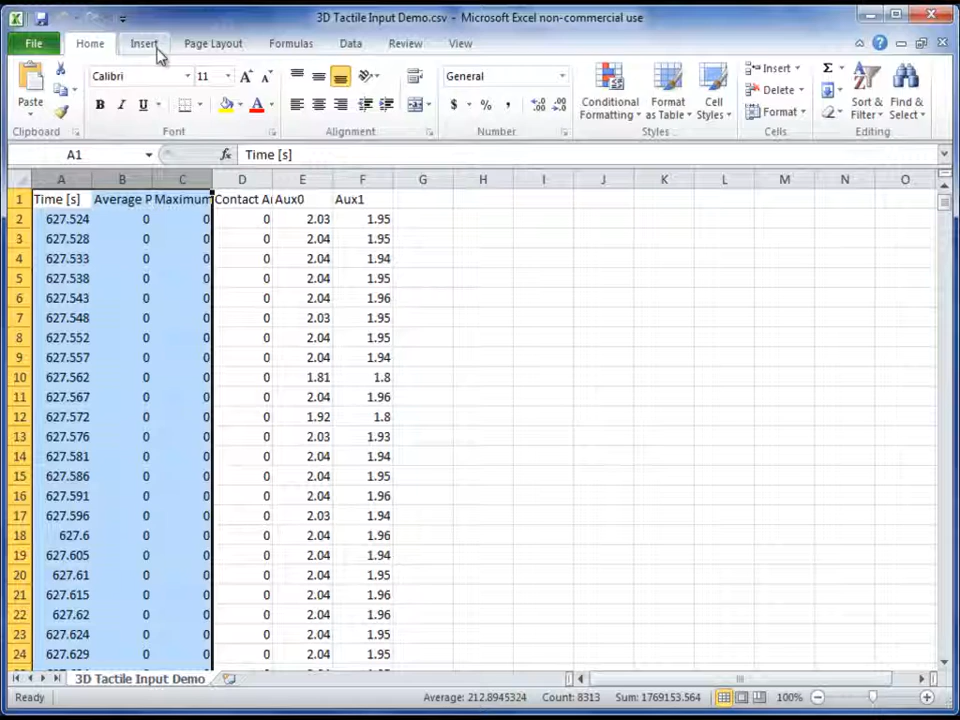 3D Tactile Input Demo.csv - Microsoft Excel non-commercial use
File Home Insert Page Layout Formulas Data Review View
Calibri 11 General Insert Σ
Paste B I U $ % , Conditional Formatting Format as Table Cell Styles Delete Format Sort & Filter Find & Select
Clipboard Font Alignment Number Styles Cells Editing
A1 fx Time [s]
A B C D E F G H I J K L M N O
1 Time [s] Average P Maximum Contact Ar Aux0 Aux1
2 627.524 0 0 0 2.03 1.95
3 627.528 0 0 0 2.04 1.95
4 627.533 0 0 0 2.04 1.94
5 627.538 0 0 0 2.04 1.95
6 627.543 0 0 0 2.04 1.96
7 627.548 0 0 0 2.03 1.95
8 627.552 0 0 0 2.04 1.95
9 627.557 0 0 0 2.04 1.94
10 627.562 0 0 0 1.81 1.8
11 627.567 0 0 0 2.04 1.96
12 627.572 0 0 0 1.92 1.8
13 627.576 0 0 0 2.03 1.93
14 627.581 0 0 0 2.04 1.94
15 627.586 0 0 0 2.04 1.95
16 627.591 0 0 0 2.04 1.96
17 627.596 0 0 0 2.03 1.94
18 627.6 0 0 0 2.04 1.96
19 627.605 0 0 0 2.04 1.94
20 627.61 0 0 0 2.04 1.95
21 627.615 0 0 0 2.04 1.96
22 627.62 0 0 0 2.04 1.96
23 627.624 0 0 0 2.04 1.95
24 627.629 0 0 0 2.04 1.95
3D Tactile Input Demo
Ready Average: 212.8945324 Count: 8313 Sum: 1769153.564 100%